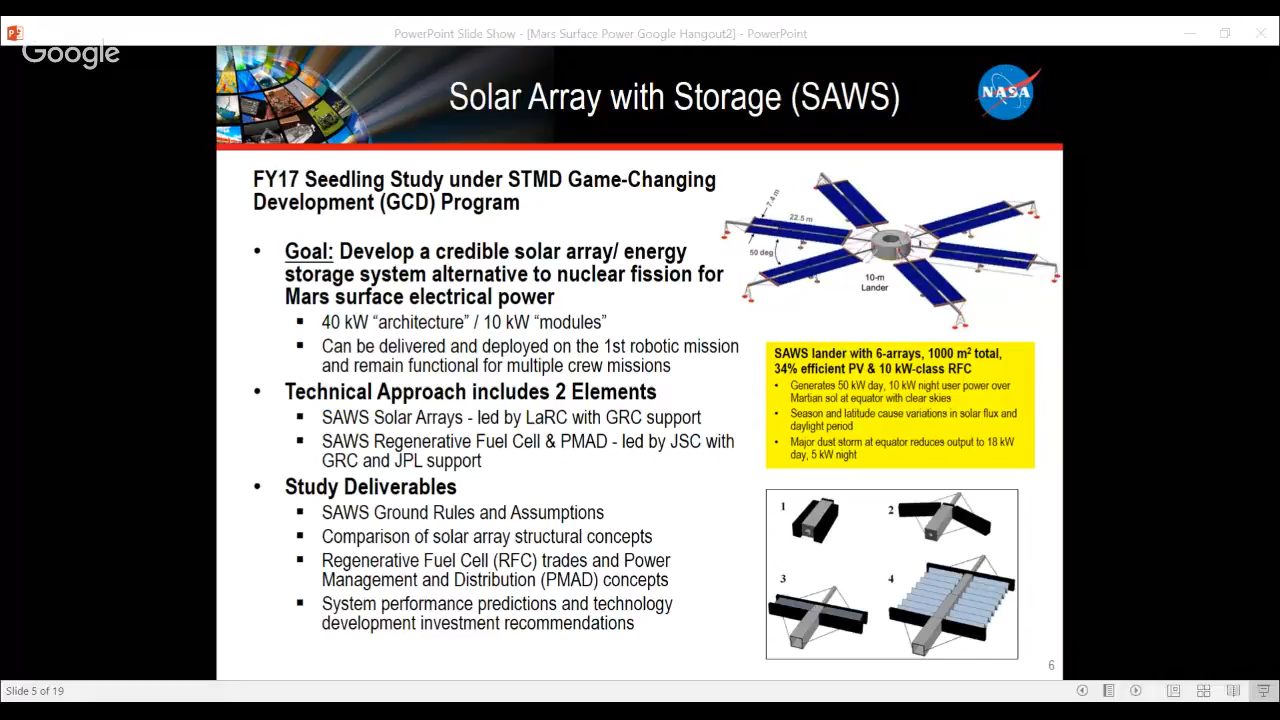 PowerPoint Slide Show - [Mars Surface Power Google Hangout2] - PowerPoint
Google
Solar Array with Storage (SAWS)
NASA
FY17 Seedling Study under STMD Game-Changing
Development (GCD) Program
• Goal: Develop a credible solar array/ energy
storage system alternative to nuclear fission for
Mars surface electrical power
▪ 40 kW “architecture” / 10 kW “modules”
▪ Can be delivered and deployed on the 1st robotic mission
and remain functional for multiple crew missions
• Technical Approach includes 2 Elements
▪ SAWS Solar Arrays - led by LaRC with GRC support
▪ SAWS Regenerative Fuel Cell & PMAD - led by JSC with
GRC and JPL support
• Study Deliverables
▪ SAWS Ground Rules and Assumptions
▪ Comparison of solar array structural concepts
▪ Regenerative Fuel Cell (RFC) trades and Power
Management and Distribution (PMAD) concepts
▪ System performance predictions and technology
development investment recommendations
7.4 m
22.5 m
50 deg
10-m
Lander
SAWS lander with 6-arrays, 1000 m² total,
34% efficient PV & 10 kW-class RFC
• Generates 50 kW day, 10 kW night user power over
Martian sol at equator with clear skies
• Season and latitude cause variations in solar flux and
daylight period
• Major dust storm at equator reduces output to 18 kW
day, 5 kW night
1
2
3
4
6
Slide 5 of 19